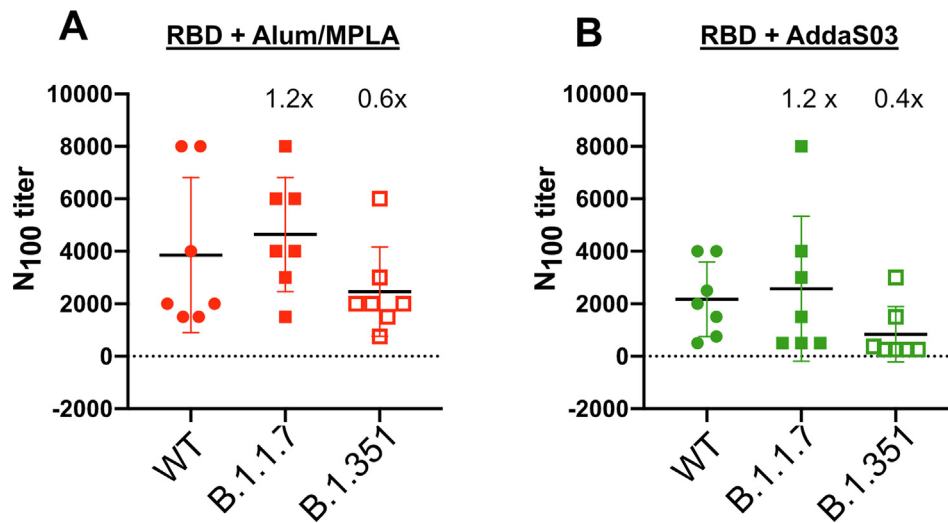 A
RBD + Alum/MPLA
1.2x
0.6x
10000
8000
6000
4000
2000
0
-2000
N100 titer
WT
B.1.1.7
B.1.351
B
RBD + AddaS03
1.2 x
0.4x
10000
8000
6000
4000
2000
0
-2000
N100 titer
WT
B.1.1.7
B.1.351